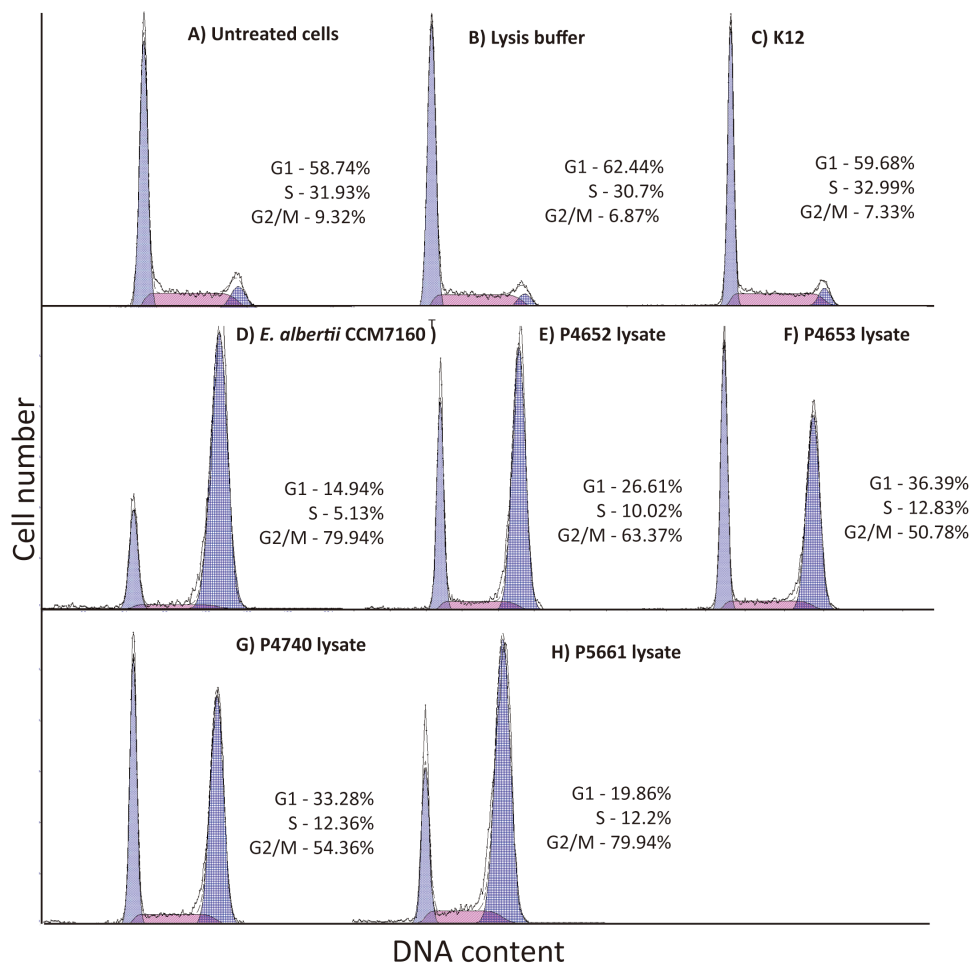 A) Untreated cells
G1 - 58.74%
S - 31.93%
G2/M - 9.32%
B) Lysis buffer
G1 - 62.44%
S - 30.7%
G2/M - 6.87%
C) K12
G1 - 59.68%
S - 32.99%
G2/M - 7.33%
D) E. albertii CCM7160 )
G1 - 14.94%
S - 5.13%
G2/M - 79.94%
E) P4652 lysate
G1 - 26.61%
S - 10.02%
G2/M - 63.37%
F) P4653 lysate
G1 - 36.39%
S - 12.83%
G2/M - 50.78%
G) P4740 lysate
G1 - 33.28%
S - 12.36%
G2/M - 54.36%
H) P5661 lysate
G1 - 19.86%
S - 12.2%
G2/M - 79.94%
Cell number
DNA content